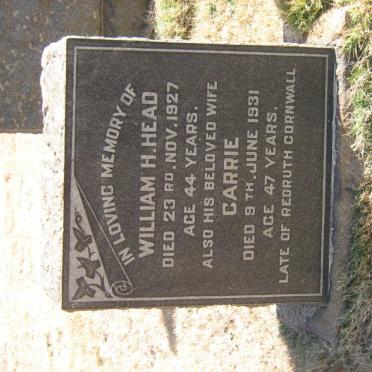 IN LOVING MEMORY OF
WILLIAM H. HEAD
DIED 23RD. NOV. 1927
AGE 44 YEARS.
ALSO HIS BELOVED WIFE
CARRIE
DIED 9TH. JUNE 1931
AGE 47 YEARS.
LATE OF REDRUTH CORNWALL